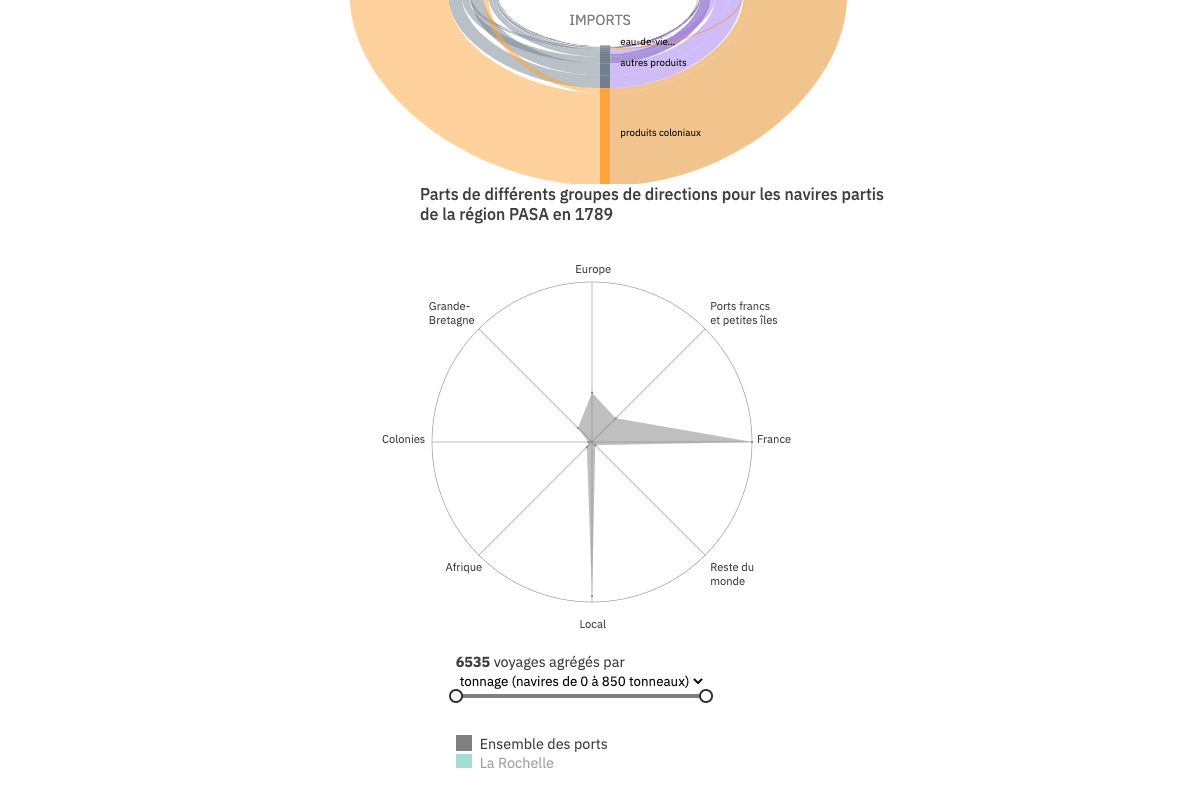 IMPORTS
eau-de-vie...
autres produits
produits coloniaux
Parts de différents groupes de directions pour les navires partis
de la région PASA en 1789
Europe
Grande-
Bretagne
Ports francs
et petites îles
Colonies
France
Afrique
Reste du
monde
Local
6535 voyages agrégés par
tonnage (navires de 0 à 850 tonneaux)
Ensemble des ports
La Rochelle